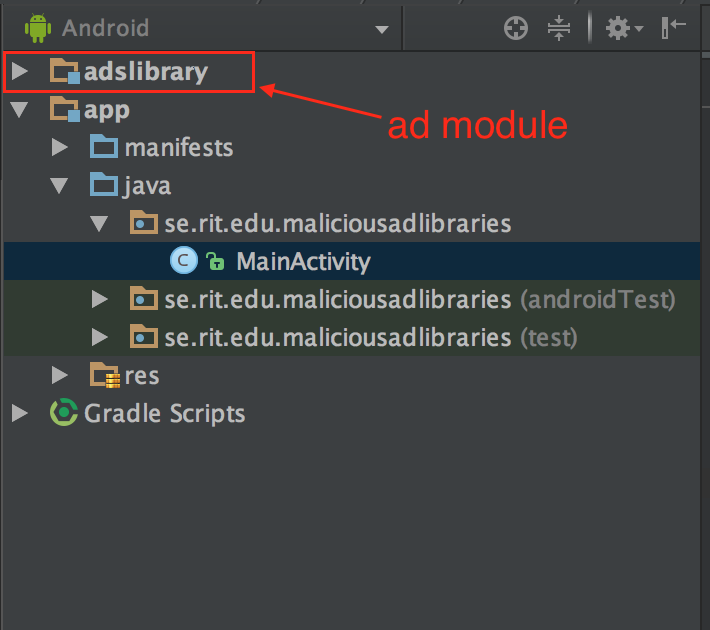 Android
adslibrary
ad module
app
manifests
java
se.rit.edu.maliciousadlibraries
C MainActivity
se.rit.edu.maliciousadlibraries (androidTest)
se.rit.edu.maliciousadlibraries (test)
res
Gradle Scripts